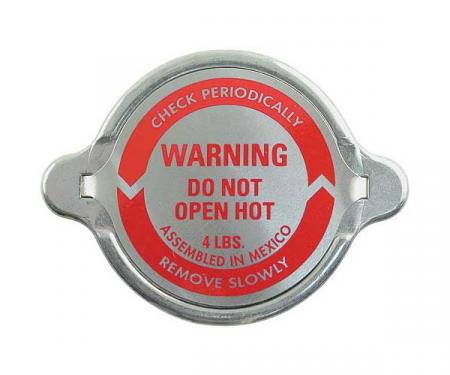 CHECK PERIODICALLY
WARNING
DO NOT
OPEN HOT
4 LBS.
ASSEMBLED IN MEXICO
REMOVE SLOWLY